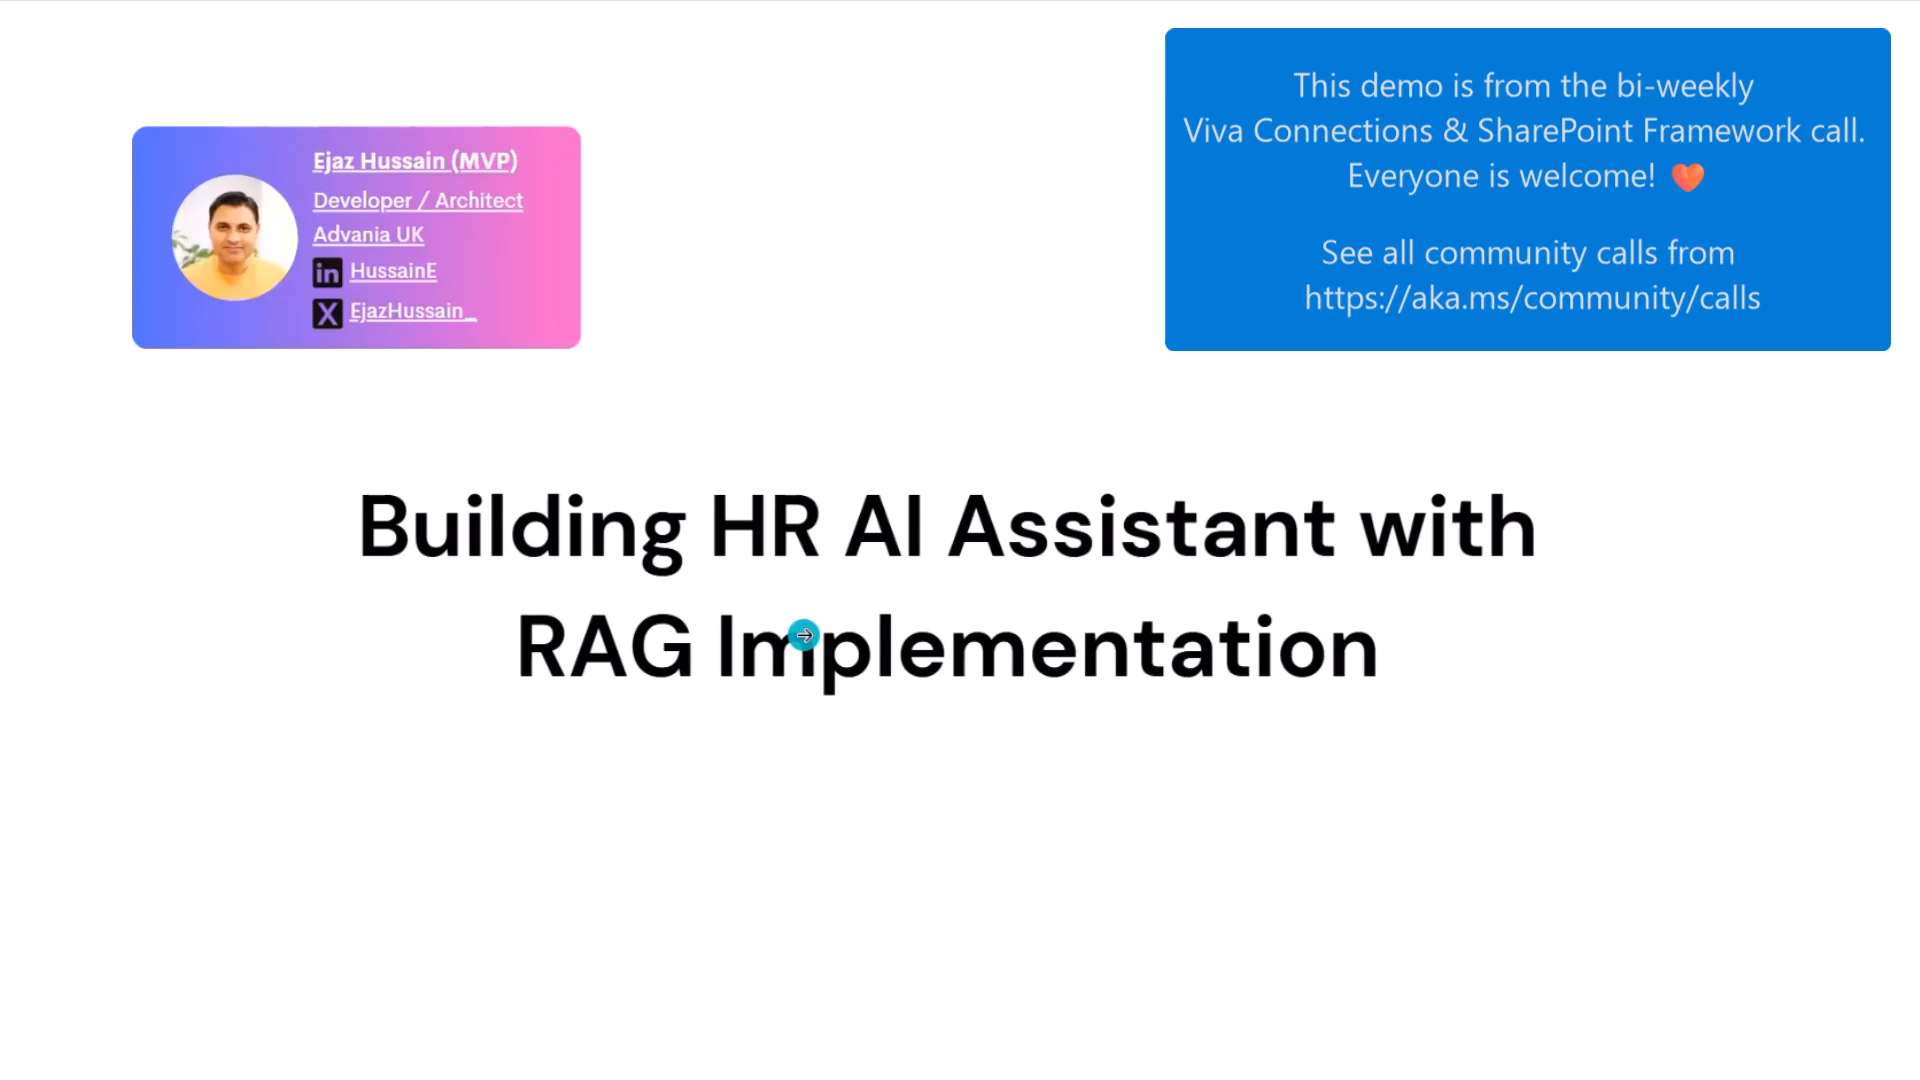 Ejaz Hussain (MVP)
Developer / Architect
Advania UK
in HussainE
X EjazHussain_
This demo is from the bi-weekly
Viva Connections & SharePoint Framework call.
Everyone is welcome! ❤️
See all community calls from
https://aka.ms/community/calls
Building HR AI Assistant with
RAG Implementation